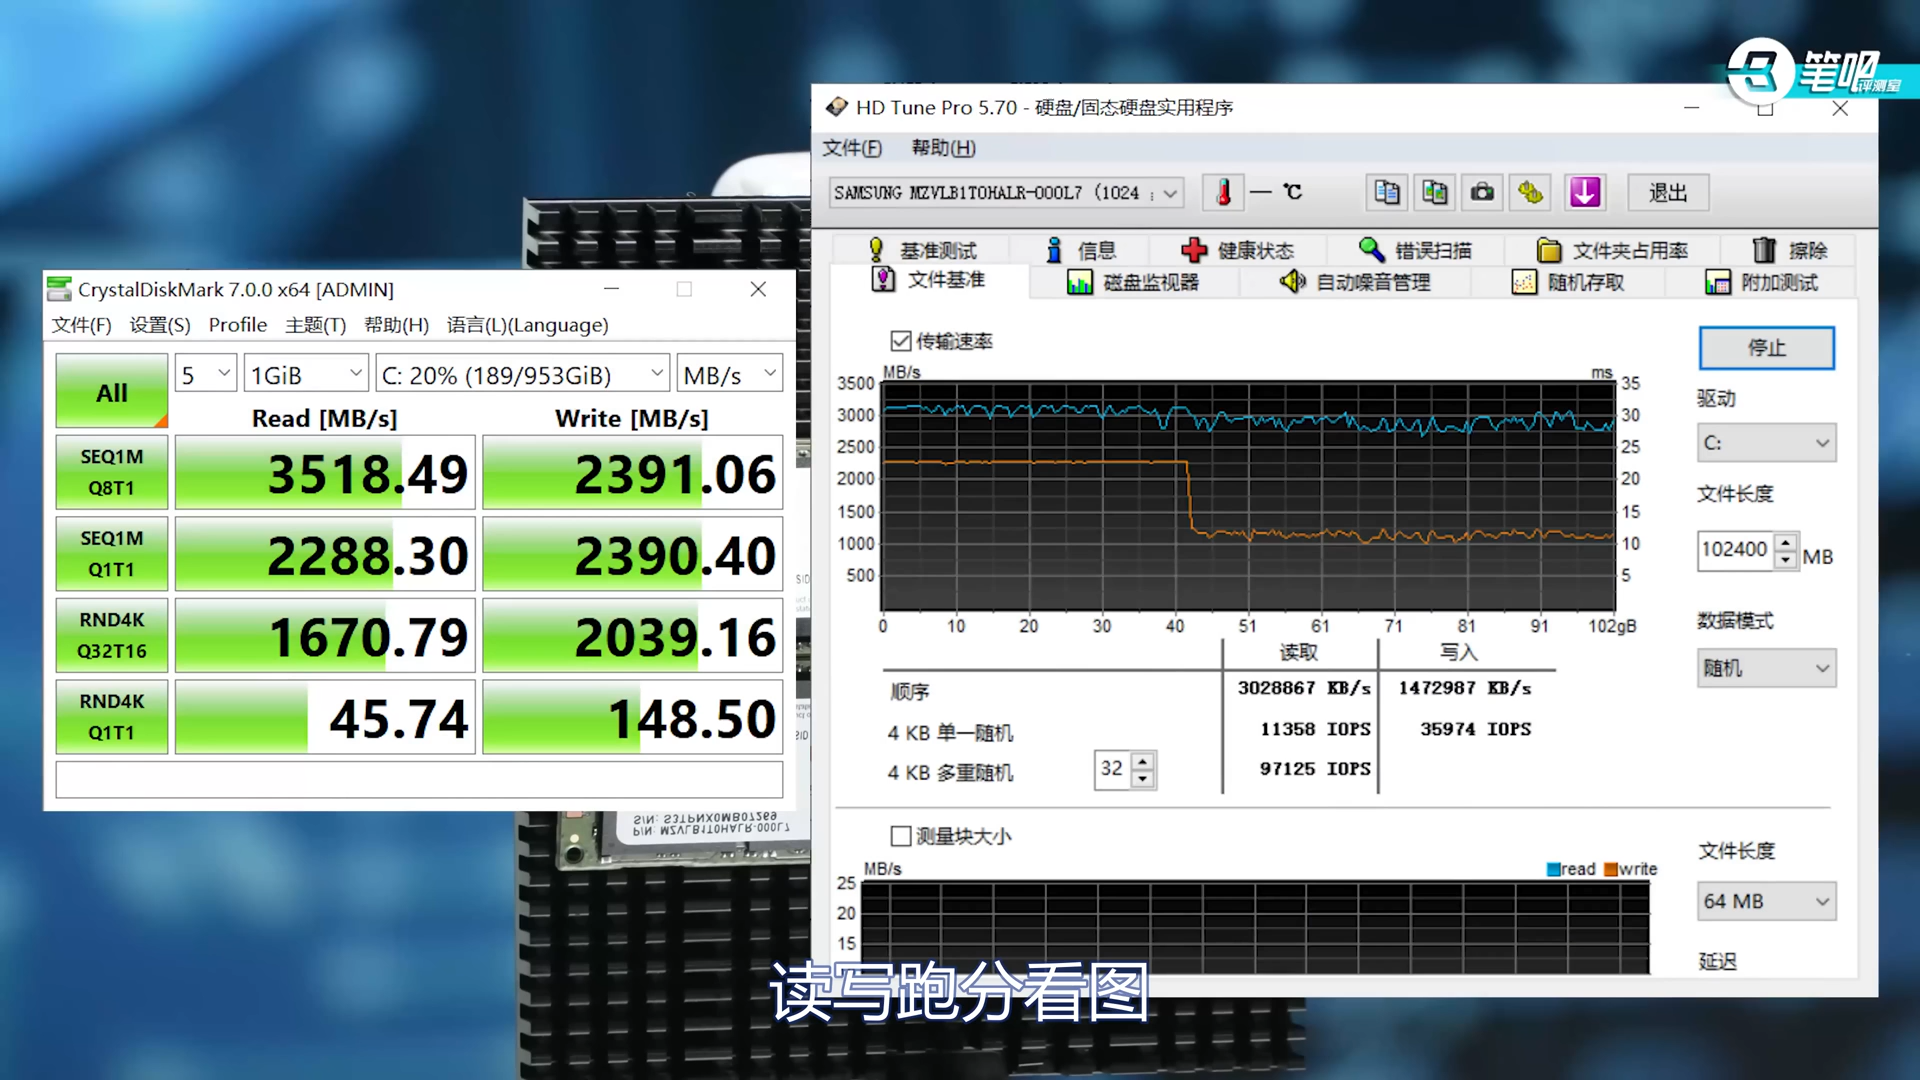 笔吧
评测室
CrystalDiskMark 7.0.0 x64 [ADMIN]
文件(F) 设置(S) Profile 主题(T) 帮助(H) 语言(L)(Language)
All 5 1GiB C: 20% (189/953GiB) MB/s
Read [MB/s] Write [MB/s]
SEQ1M Q8T1 3518.49 2391.06
SEQ1M Q1T1 2288.30 2390.40
RND4K Q32T16 1670.79 2039.16
RND4K Q1T1 45.74 148.50
S/N: S3TPNX0MB07269
P/N: MZVLB1T0HALR-000L7
HD Tune Pro 5.70 - 硬盘/固态硬盘实用程序
文件(F) 帮助(H)
SAMSUNG MZVLB1T0HALR-000L7 (1024 — ℃ 退出
基准测试 信息 健康状态 错误扫描 文件夹占用率 擦除
文件基准 磁盘监视器 自动噪音管理 随机存取 附加测试
传输速率
MB/s ms
3500 35
3000 30
2500 25
2000 20
1500 15
1000 10
500 5
0 10 20 30 40 51 61 71 81 91 102gB
读取 写入
顺序 3028867 KB/s 1472987 KB/s
4 KB 单一随机 11358 IOPS 35974 IOPS
4 KB 多重随机 32 97125 IOPS
停止
驱动
C:
文件长度
102400 MB
数据模式
随机
测量块大小
MB/s read write
25
20
15
文件长度
64 MB
延迟
读写跑分看图